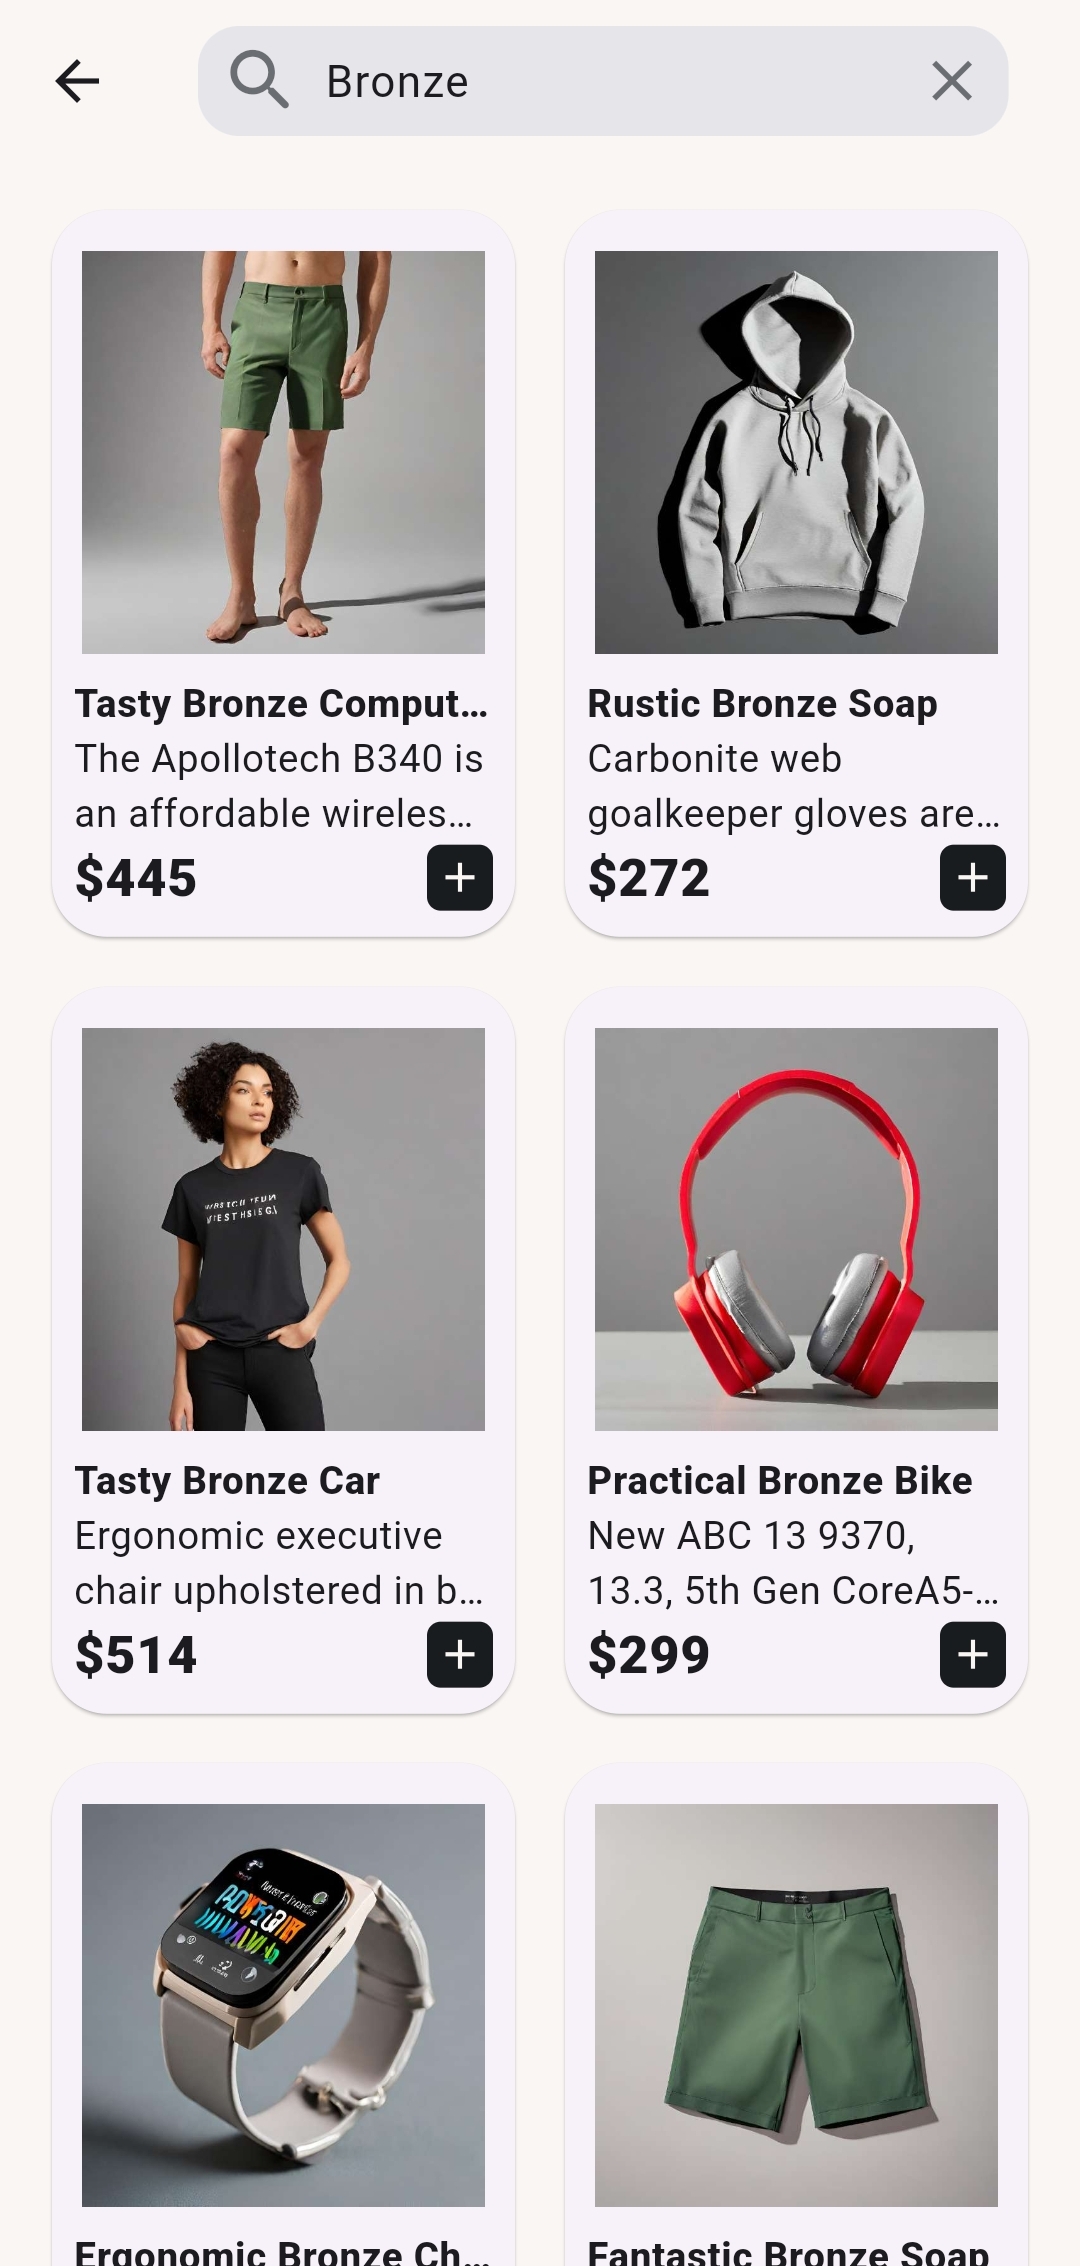 Bronze
Tasty Bronze Comput...
The Apollotech B340 is
an affordable wireles...
$445
Rustic Bronze Soap
Carbonite web
goalkeeper gloves are...
$272
Tasty Bronze Car
Ergonomic executive
chair upholstered in b...
$514
Practical Bronze Bike
New ABC 13 9370,
13.3, 5th Gen CoreA5-...
$299
Ergonomic Bronze Ch...
Fantastic Bronze Soap